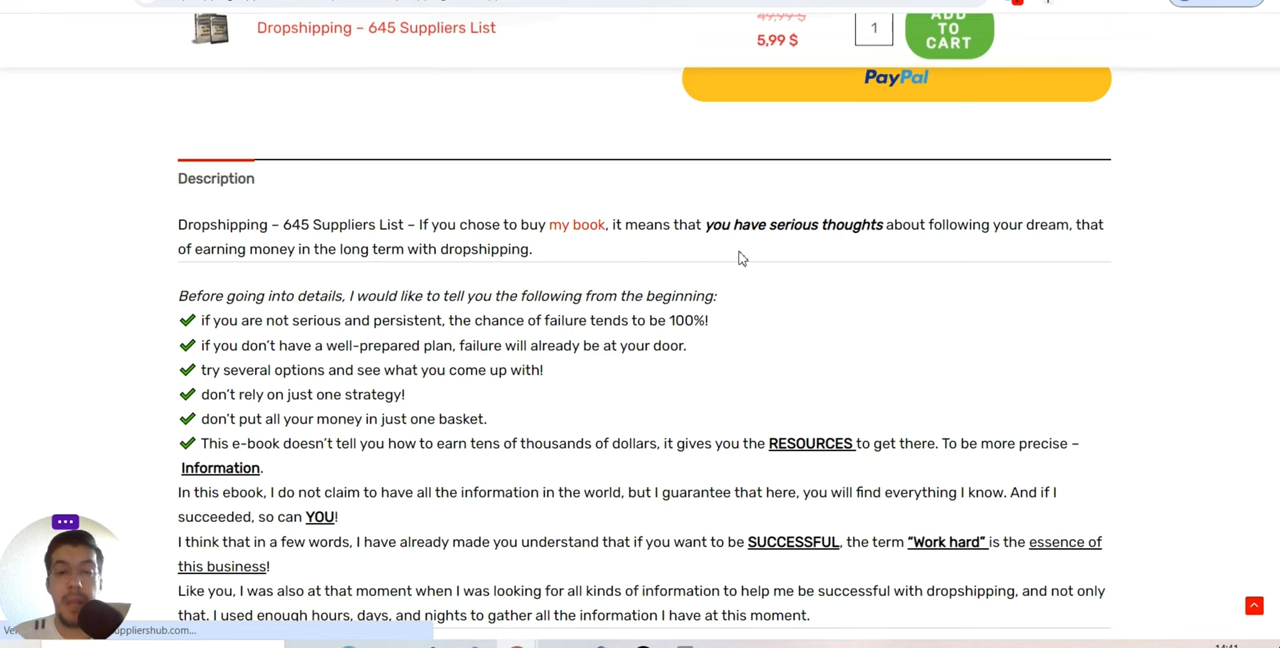 Dropshipping – 645 Suppliers List
49,99 $
5,99 $
1
ADD
TO
CART
PayPal
Description
Dropshipping – 645 Suppliers List – If you chose to buy my book, it means that you have serious thoughts about following your dream, that
of earning money in the long term with dropshipping.
Before going into details, I would like to tell you the following from the beginning:
if you are not serious and persistent, the chance of failure tends to be 100%!
if you don't have a well-prepared plan, failure will already be at your door.
try several options and see what you come up with!
don't rely on just one strategy!
don't put all your money in just one basket.
This e-book doesn't tell you how to earn tens of thousands of dollars, it gives you the RESOURCES to get there. To be more precise –
Information.
In this ebook, I do not claim to have all the information in the world, but I guarantee that here, you will find everything I know. And if I
succeeded, so can YOU!
I think that in a few words, I have already made you understand that if you want to be SUCCESSFUL, the term "Work hard" is the essence of
this business!
Like you, I was also at that moment when I was looking for all kinds of information to help me be successful with dropshipping, and not only
that. I used enough hours, days, and nights to gather all the information I have at this moment.
uppliershub.com...